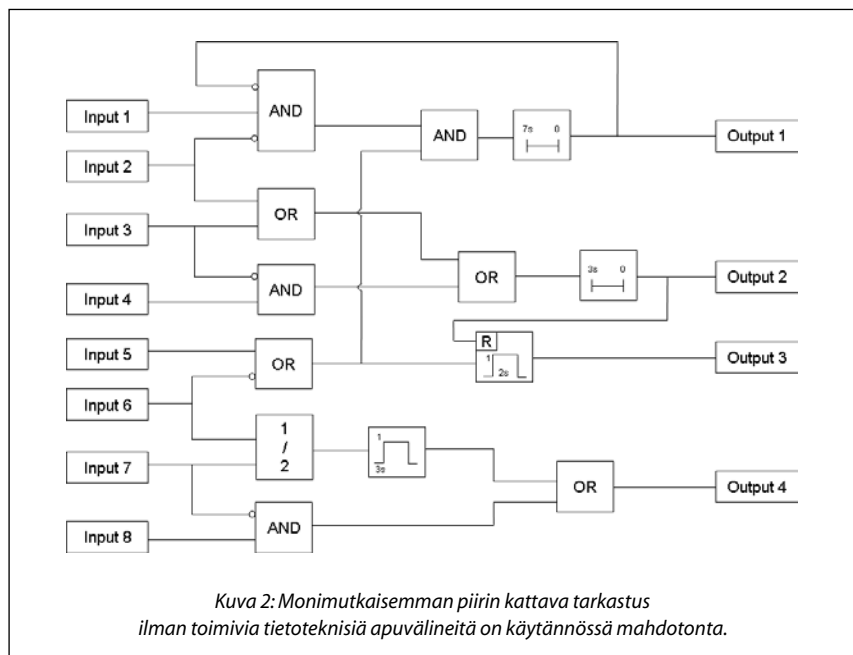 Input 1
AND
AND
7s 0
Output 1
Input 2
Input 3
OR
OR
3s 0
Output 2
Input 4
AND
Input 5
OR
R
1
2s
Output 3
Input 6
1
/
2
1
3s
Input 7
OR
Output 4
Input 8
AND
Kuva 2: Monimutkaisemman piirin kattava tarkastus
ilman toimivia tietoteknisiä apuvälineitä on käytännössä mahdotonta.